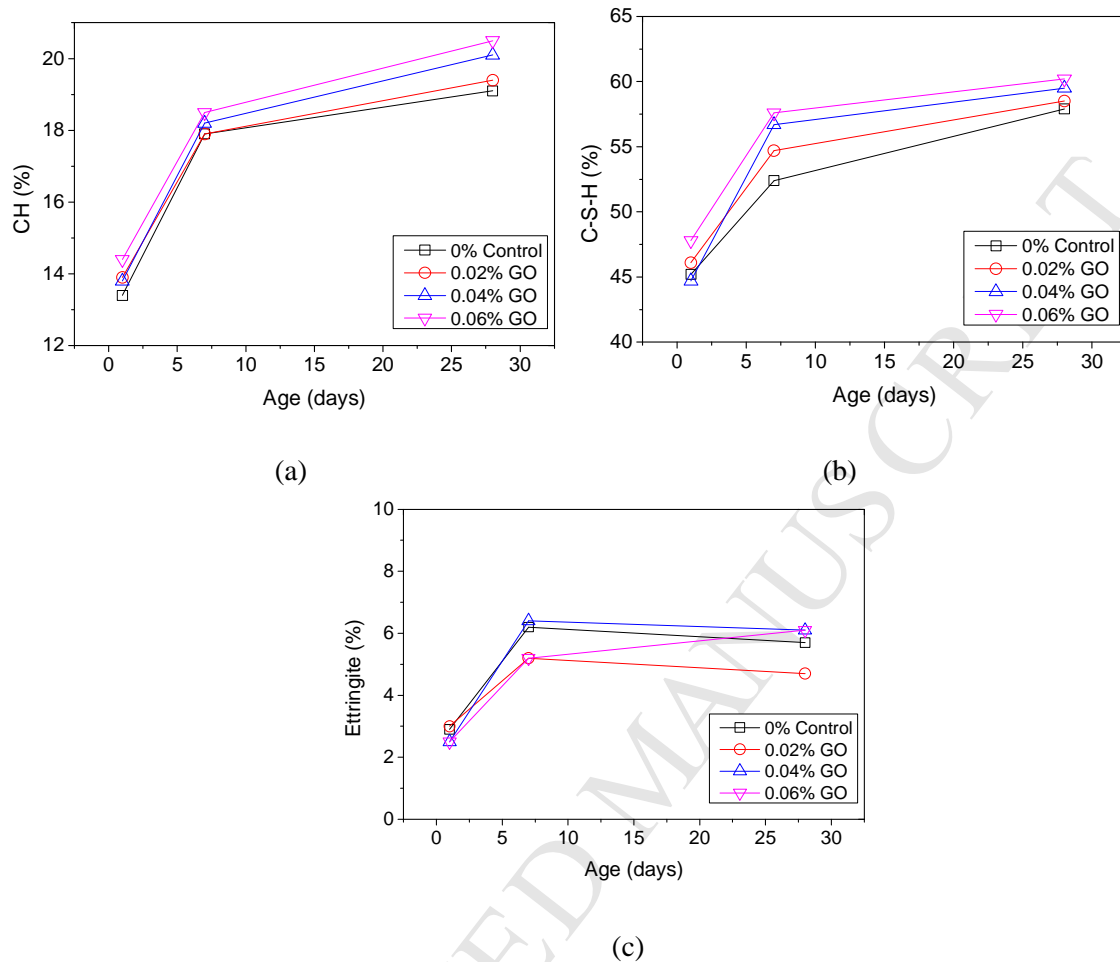 20
18
16
14
12
CH (%)
0% Control
0.02% GO
0.04% GO
0.06% GO
0 5 10 15 20 25 30
Age (days)
(a)
65
60
55
50
45
40
C-S-H (%)
0% Control
0.02% GO
0.04% GO
0.06% GO
0 5 10 15 20 25 30
Age (days)
(b)
10
8
6
4
2
0
Ettringite (%)
0% Control
0.02% GO
0.04% GO
0.06% GO
0 5 10 15 20 25 30
Age (days)
(c)
ED MANUSCRIPT